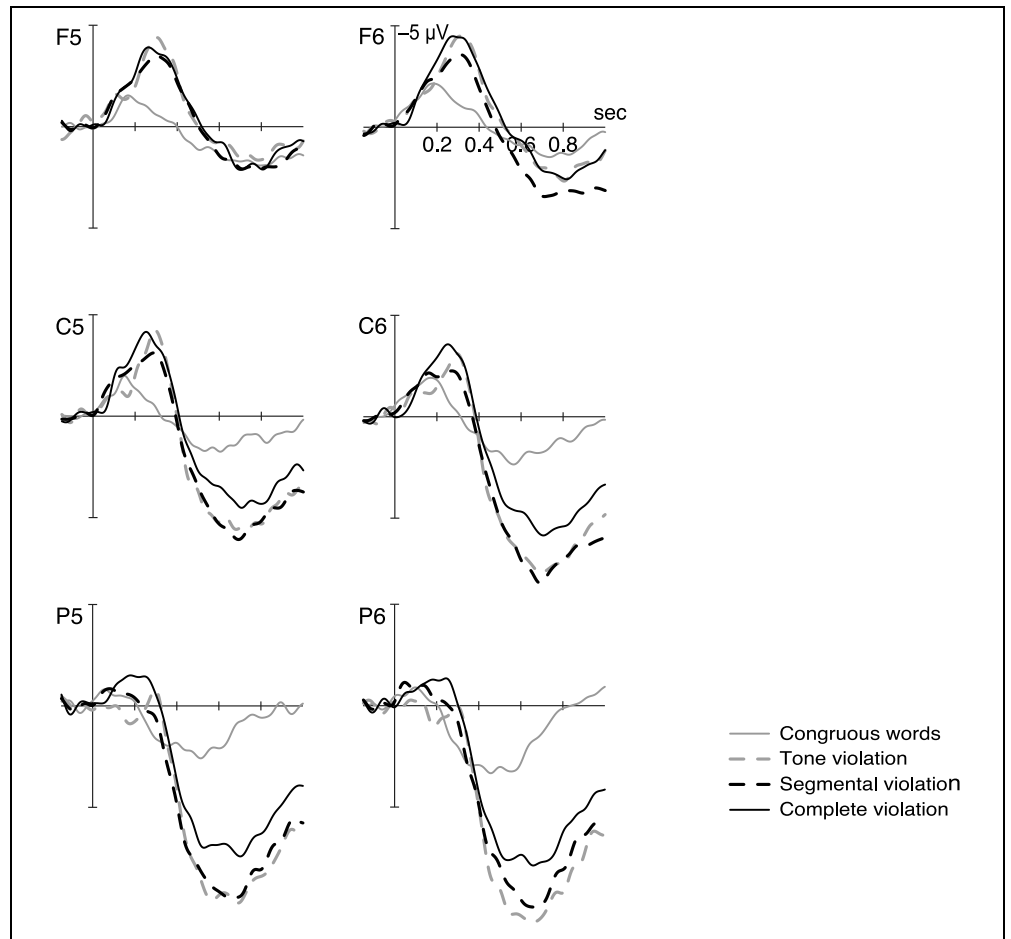 F5
F6 –5 µV
sec
0.2 0.4 0.6 0.8
C5
C6
P5
P6
Congruous words
Tone violation
Segmental violation
Complete violation